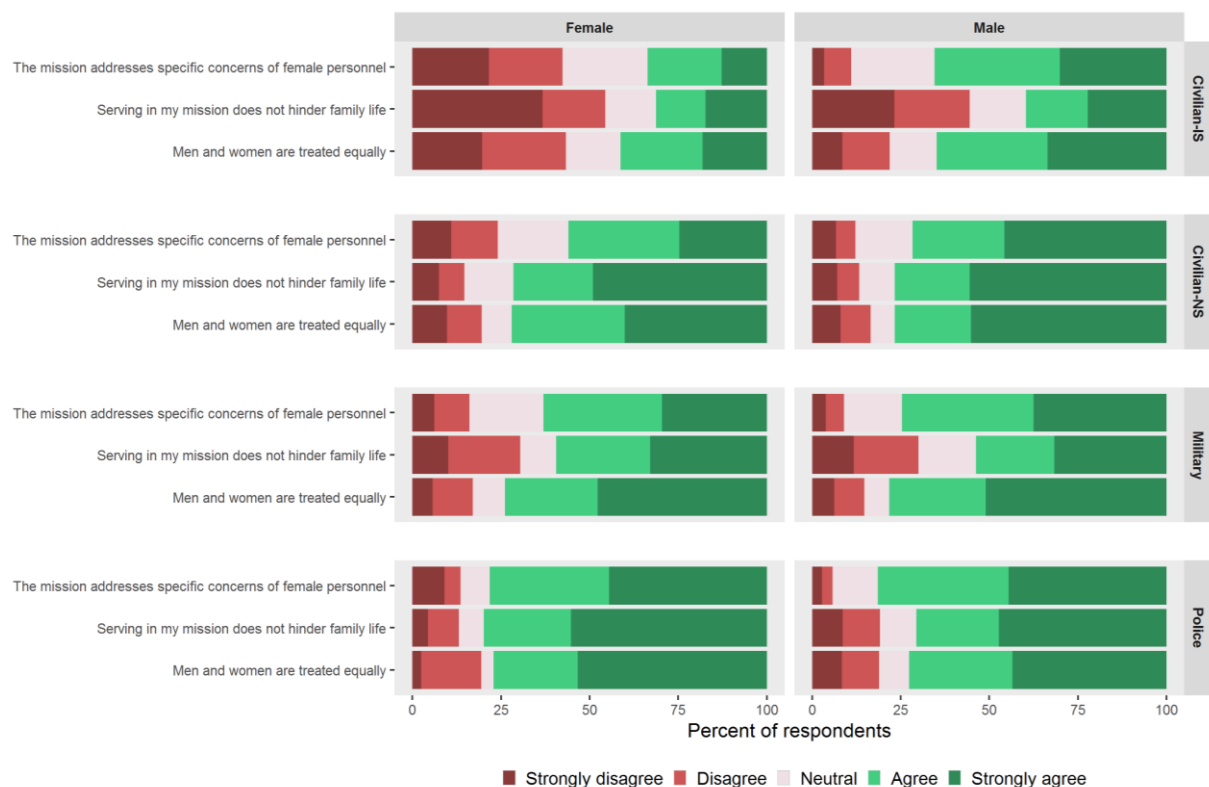 Female Male
The mission addresses specific concerns of female personnel
Serving in my mission does not hinder family life
Men and women are treated equally
Civilian-IS
The mission addresses specific concerns of female personnel
Serving in my mission does not hinder family life
Men and women are treated equally
Civilian-NS
The mission addresses specific concerns of female personnel
Serving in my mission does not hinder family life
Men and women are treated equally
Military
The mission addresses specific concerns of female personnel
Serving in my mission does not hinder family life
Men and women are treated equally
Police
0 25 50 75 100 0 25 50 75 100
Percent of respondents
Strongly disagree Disagree Neutral Agree Strongly agree